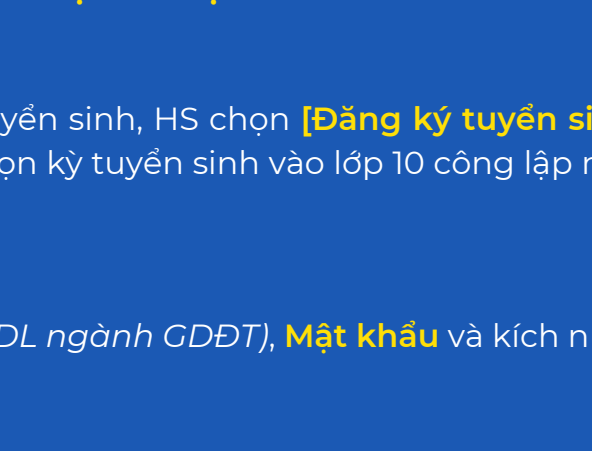 yển sinh, HS chọn [Đăng ký tuyển si
ọn kỳ tuyển sinh vào lớp 10 công lập
DL ngành GDĐT), Mật khẩu và kích n